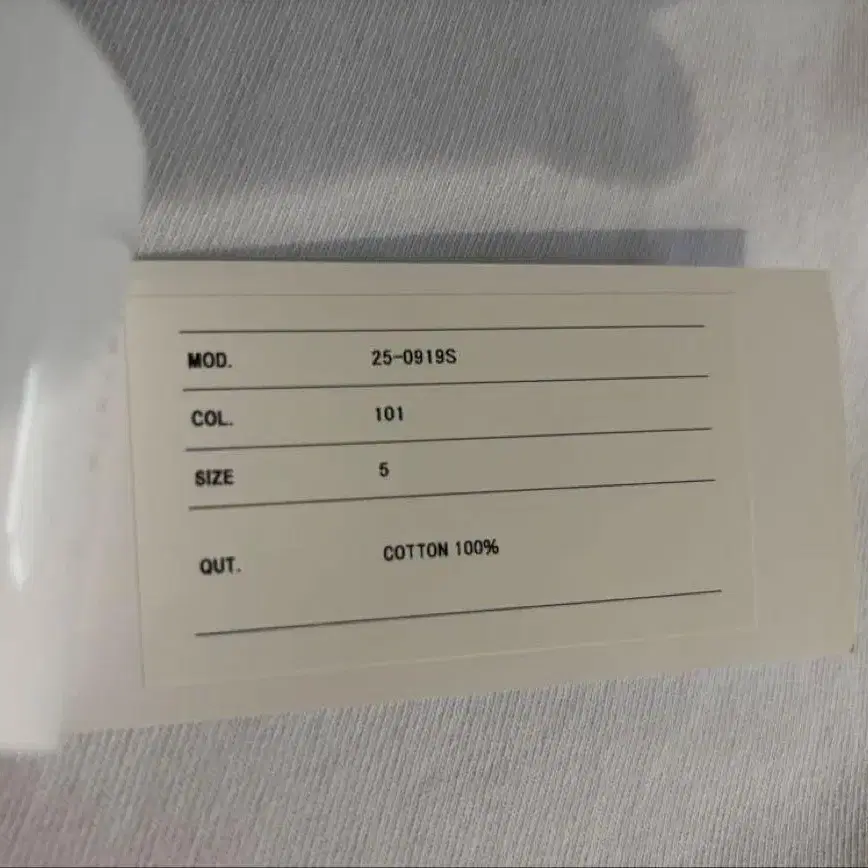 MOD. 25-0919S
COL. 101
SIZE 5
QUT. COTTON 100%